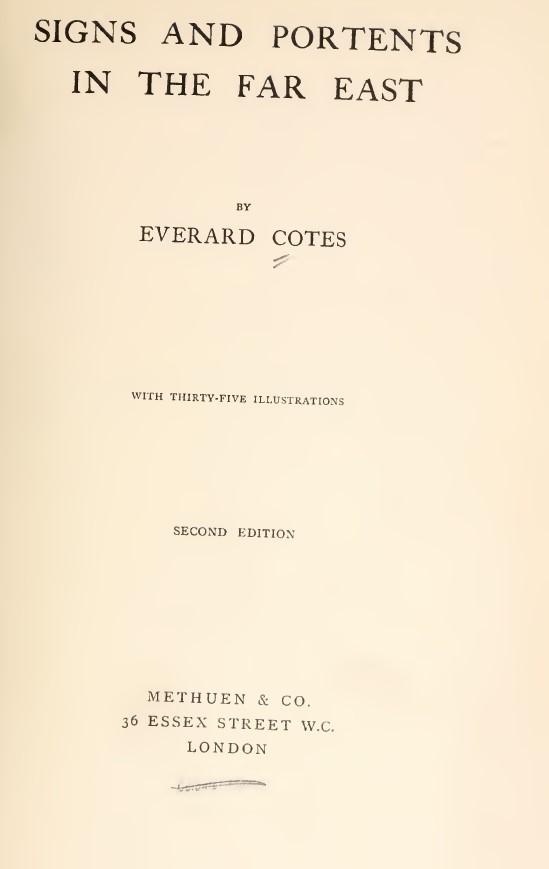 SIGNS AND PORTENTS
IN THE FAR EAST
BY
EVERARD COTES
WITH THIRTY-FIVE ILLUSTRATIONS
SECOND EDITION
METHUEN & CO.
36 ESSEX STREET W.C.
LONDON